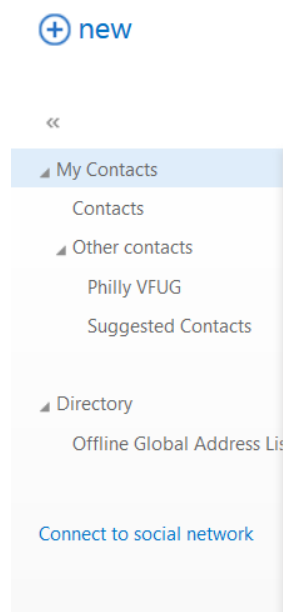 new
«
My Contacts
Contacts
Other contacts
Philly VFUG
Suggested Contacts
Directory
Offline Global Address Lis
Connect to social network